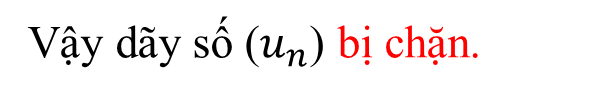 Vậy dãy số (uₙ) bị chặn.